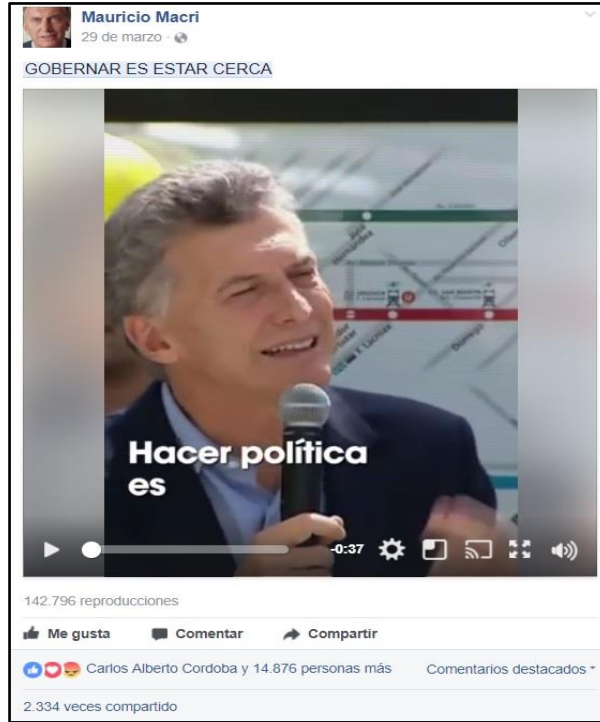 Mauricio Macri
29 de marzo ·
GOBERNAR ES ESTAR CERCA
Hacer política
es
-0:37
142.796 reproducciones
Me gusta Comentar Compartir
Carlos Alberto Cordoba y 14.876 personas más Comentarios destacados
2.334 veces compartido